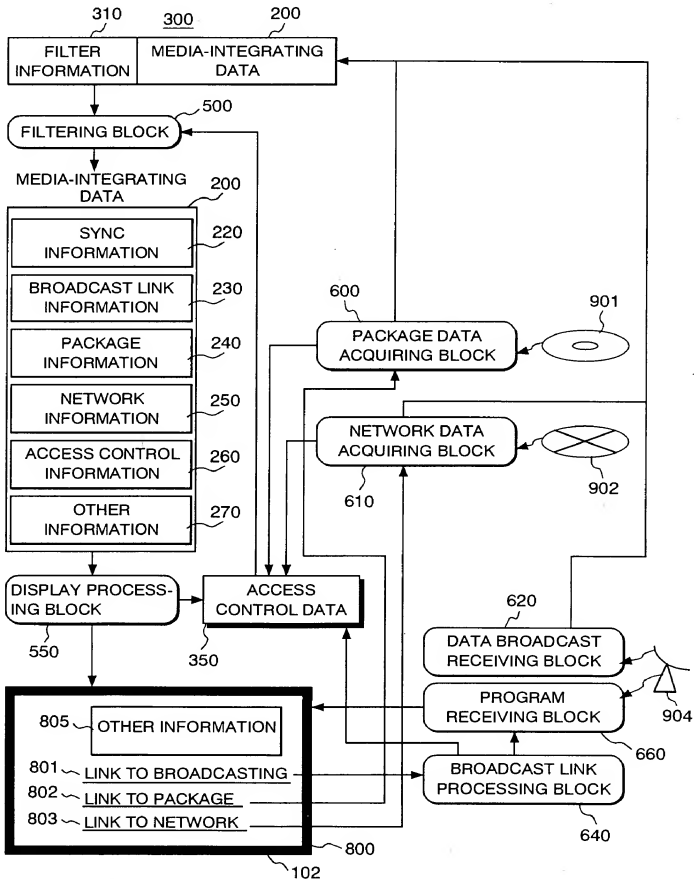 310
300
200
FILTER
INFORMATION
MEDIA-INTEGRATING
DATA
500
FILTERING BLOCK
MEDIA-INTEGRATING
DATA
200
SYNC
INFORMATION
220
BROADCAST LINK
INFORMATION
230
PACKAGE
INFORMATION
240
NETWORK
INFORMATION
250
ACCESS CONTROL
INFORMATION
260
OTHER
INFORMATION
270
600
PACKAGE DATA
ACQUIRING BLOCK
901
NETWORK DATA
ACQUIRING BLOCK
610
902
DISPLAY PROCESS-
ING BLOCK
550
ACCESS
CONTROL DATA
350
620
DATA BROADCAST
RECEIVING BLOCK
PROGRAM
RECEIVING BLOCK
904
660
805
OTHER INFORMATION
801
LINK TO BROADCASTING
802
LINK TO PACKAGE
803
LINK TO NETWORK
BROADCAST LINK
PROCESSING BLOCK
640
800
102